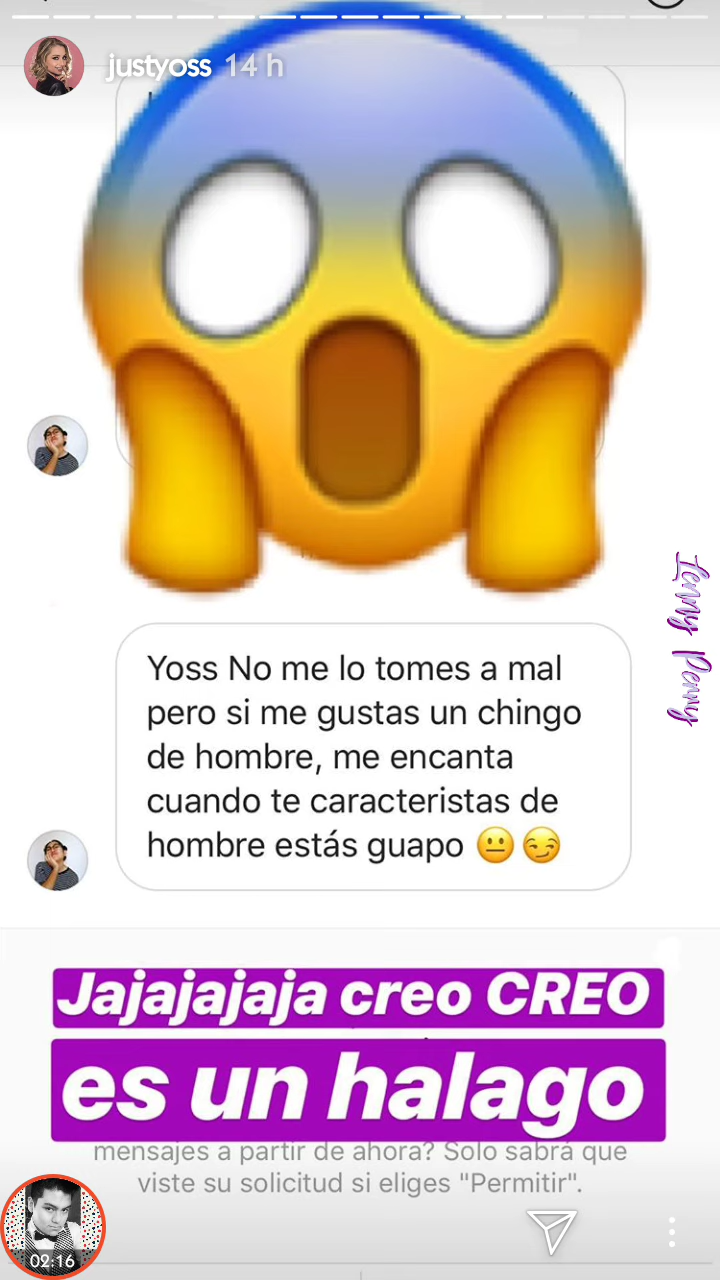 justyoss 14 h
Yoss No me lo tomes a mal
pero si me gustas un chingo
de hombre, me encanta
cuando te caracteristas de
hombre estás guapo 😐😏
Lenny Penny
Jajajajaja creo CREO
es un halago
mensajes a partir de ahora? Solo sabrá que
viste su solicitud si eliges "Permitir".
02:16